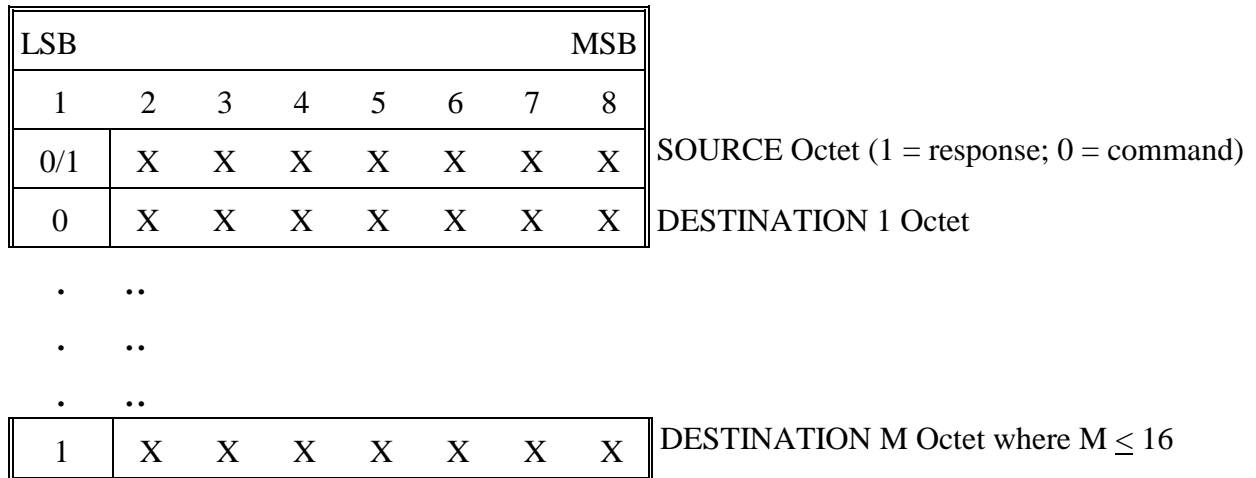 LSB MSB
1 2 3 4 5 6 7 8
0/1 X X X X X X X SOURCE Octet (1 = response; 0 = command)
0 X X X X X X X DESTINATION 1 Octet
. ..
. ..
. ..
1 X X X X X X X DESTINATION M Octet where M ≤ 16